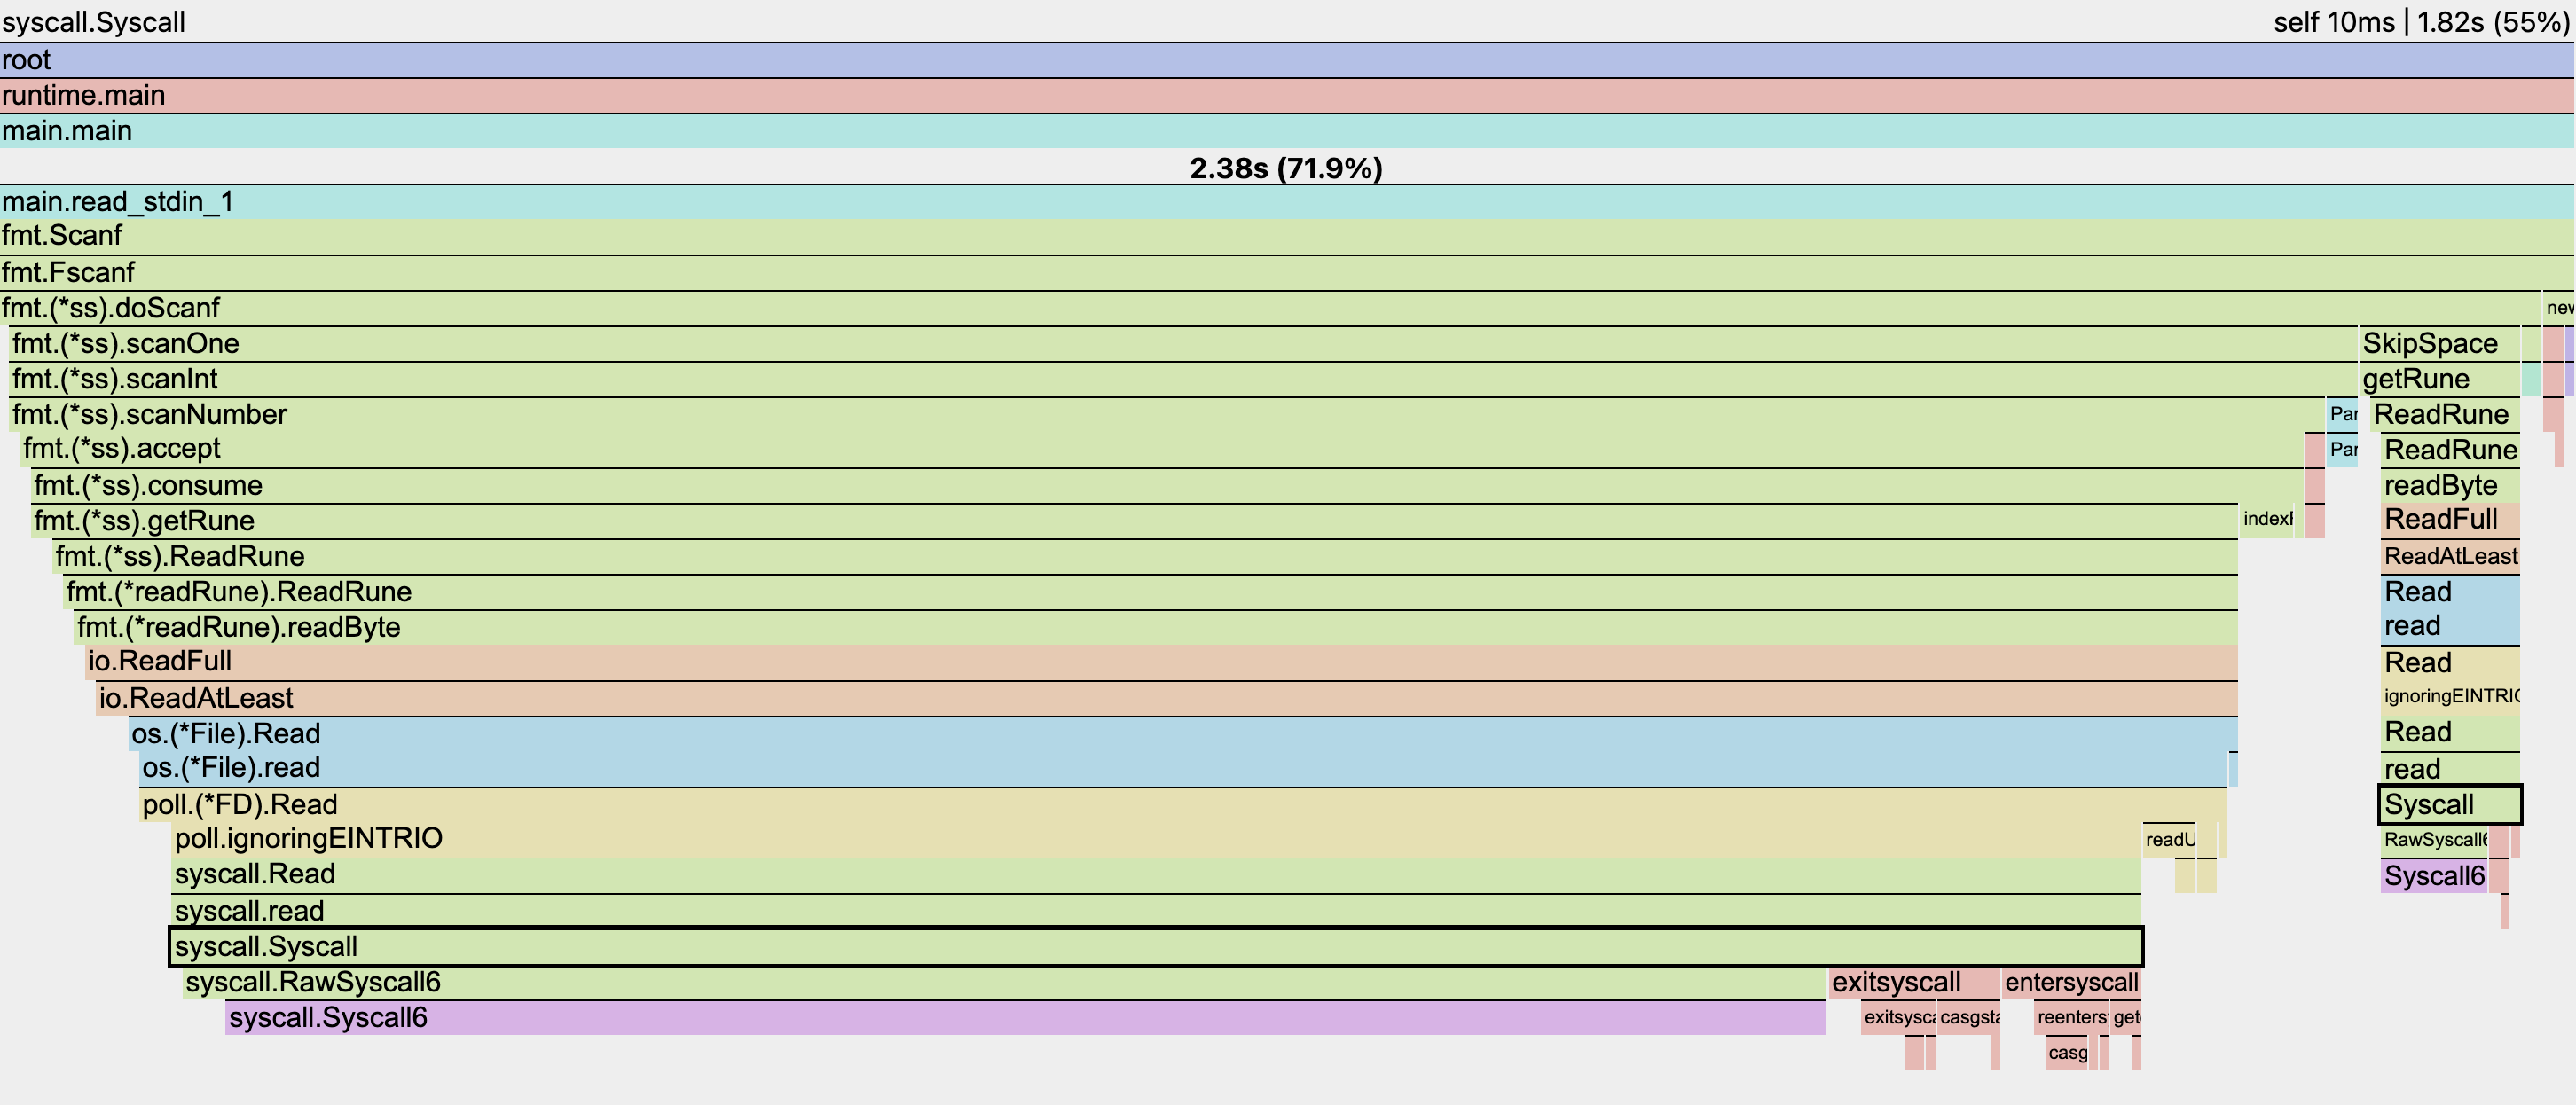 syscall.Syscall self 10ms | 1.82s (55%)
root
runtime.main
main.main
2.38s (71.9%)
main.read_stdin_1
fmt.Scanf
fmt.Fscanf
fmt.(*ss).doScanf new
fmt.(*ss).scanOne SkipSpace
fmt.(*ss).scanInt getRune
fmt.(*ss).scanNumber Par ReadRune
fmt.(*ss).accept Par ReadRune
fmt.(*ss).consume readByte
fmt.(*ss).getRune ReadFull
fmt.(*ss).ReadRune ReadAtLeast
fmt.(*readRune).ReadRune Read
fmt.(*readRune).readByte read
io.ReadFull Read
io.ReadAtLeast
os.(*File).Read Read
os.(*File).read read
poll.(*FD).Read Syscall
poll.ignoringEINTRIO readU
syscall.Read Syscall6
syscall.read
syscall.Syscall
syscall.RawSyscall6 exitsyscall entersyscall
syscall.Syscall6 exitsysca casgsta reenters get
casg